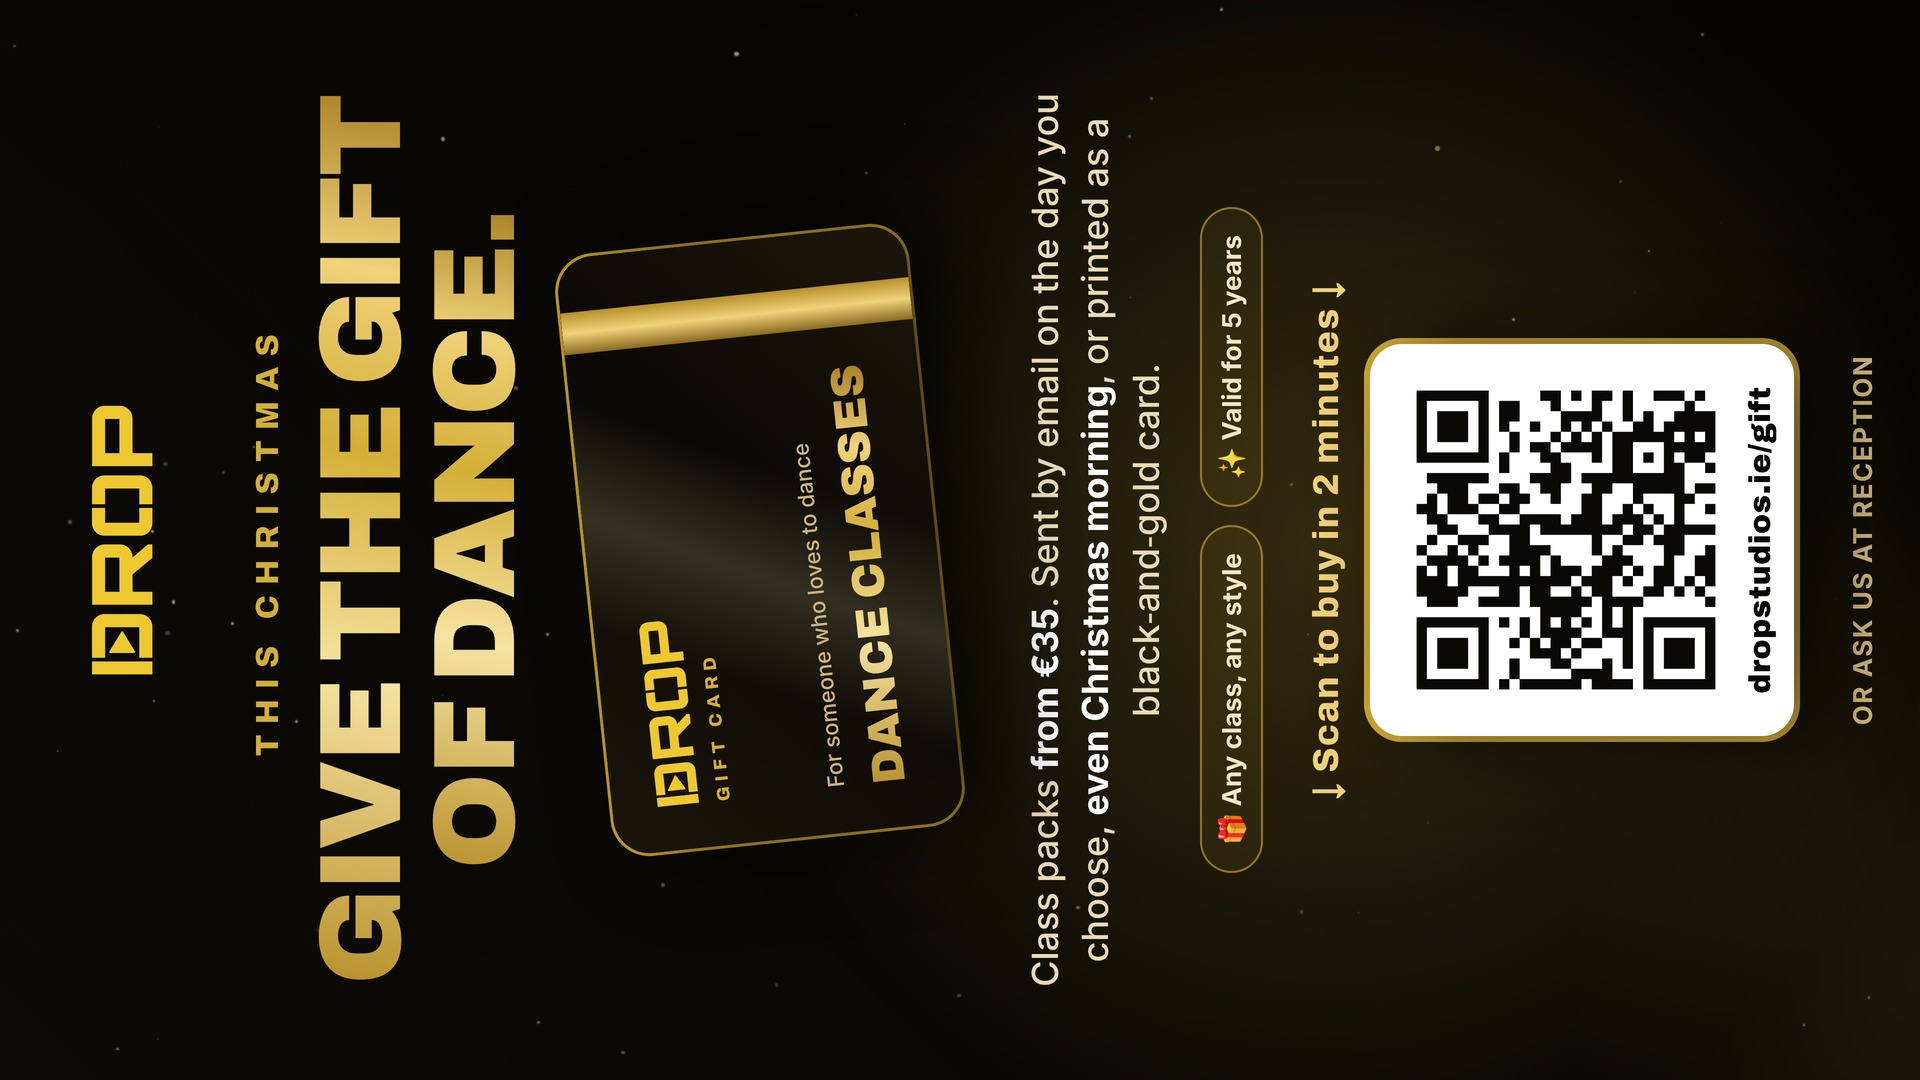 DROP
THIS CHRISTMAS
GIVE THE GIFT
OF DANCE.
DROP
GIFT CARD
For someone who loves to dance
DANCE CLASSES
Class packs from €35. Sent by email on the day you
choose, even Christmas morning, or printed as a
black-and-gold card.
🎁 Any class, any style
✨ Valid for 5 years
↓ Scan to buy in 2 minutes ↓
dropstudios.ie/gift
OR ASK US AT RECEPTION